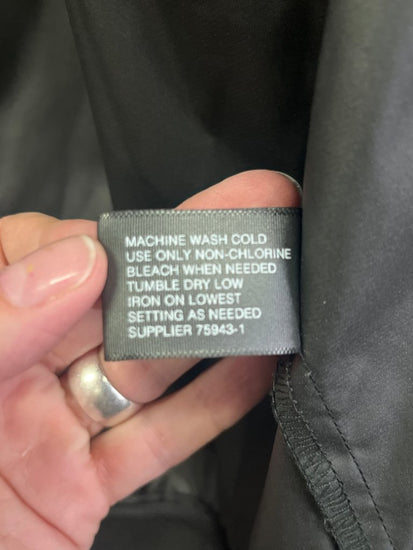 MACHINE WASH COLD
USE ONLY NON-CHLORINE
BLEACH WHEN NEEDED
TUMBLE DRY LOW
IRON ON LOWEST
SETTING AS NEEDED
SUPPLIER 75943-1